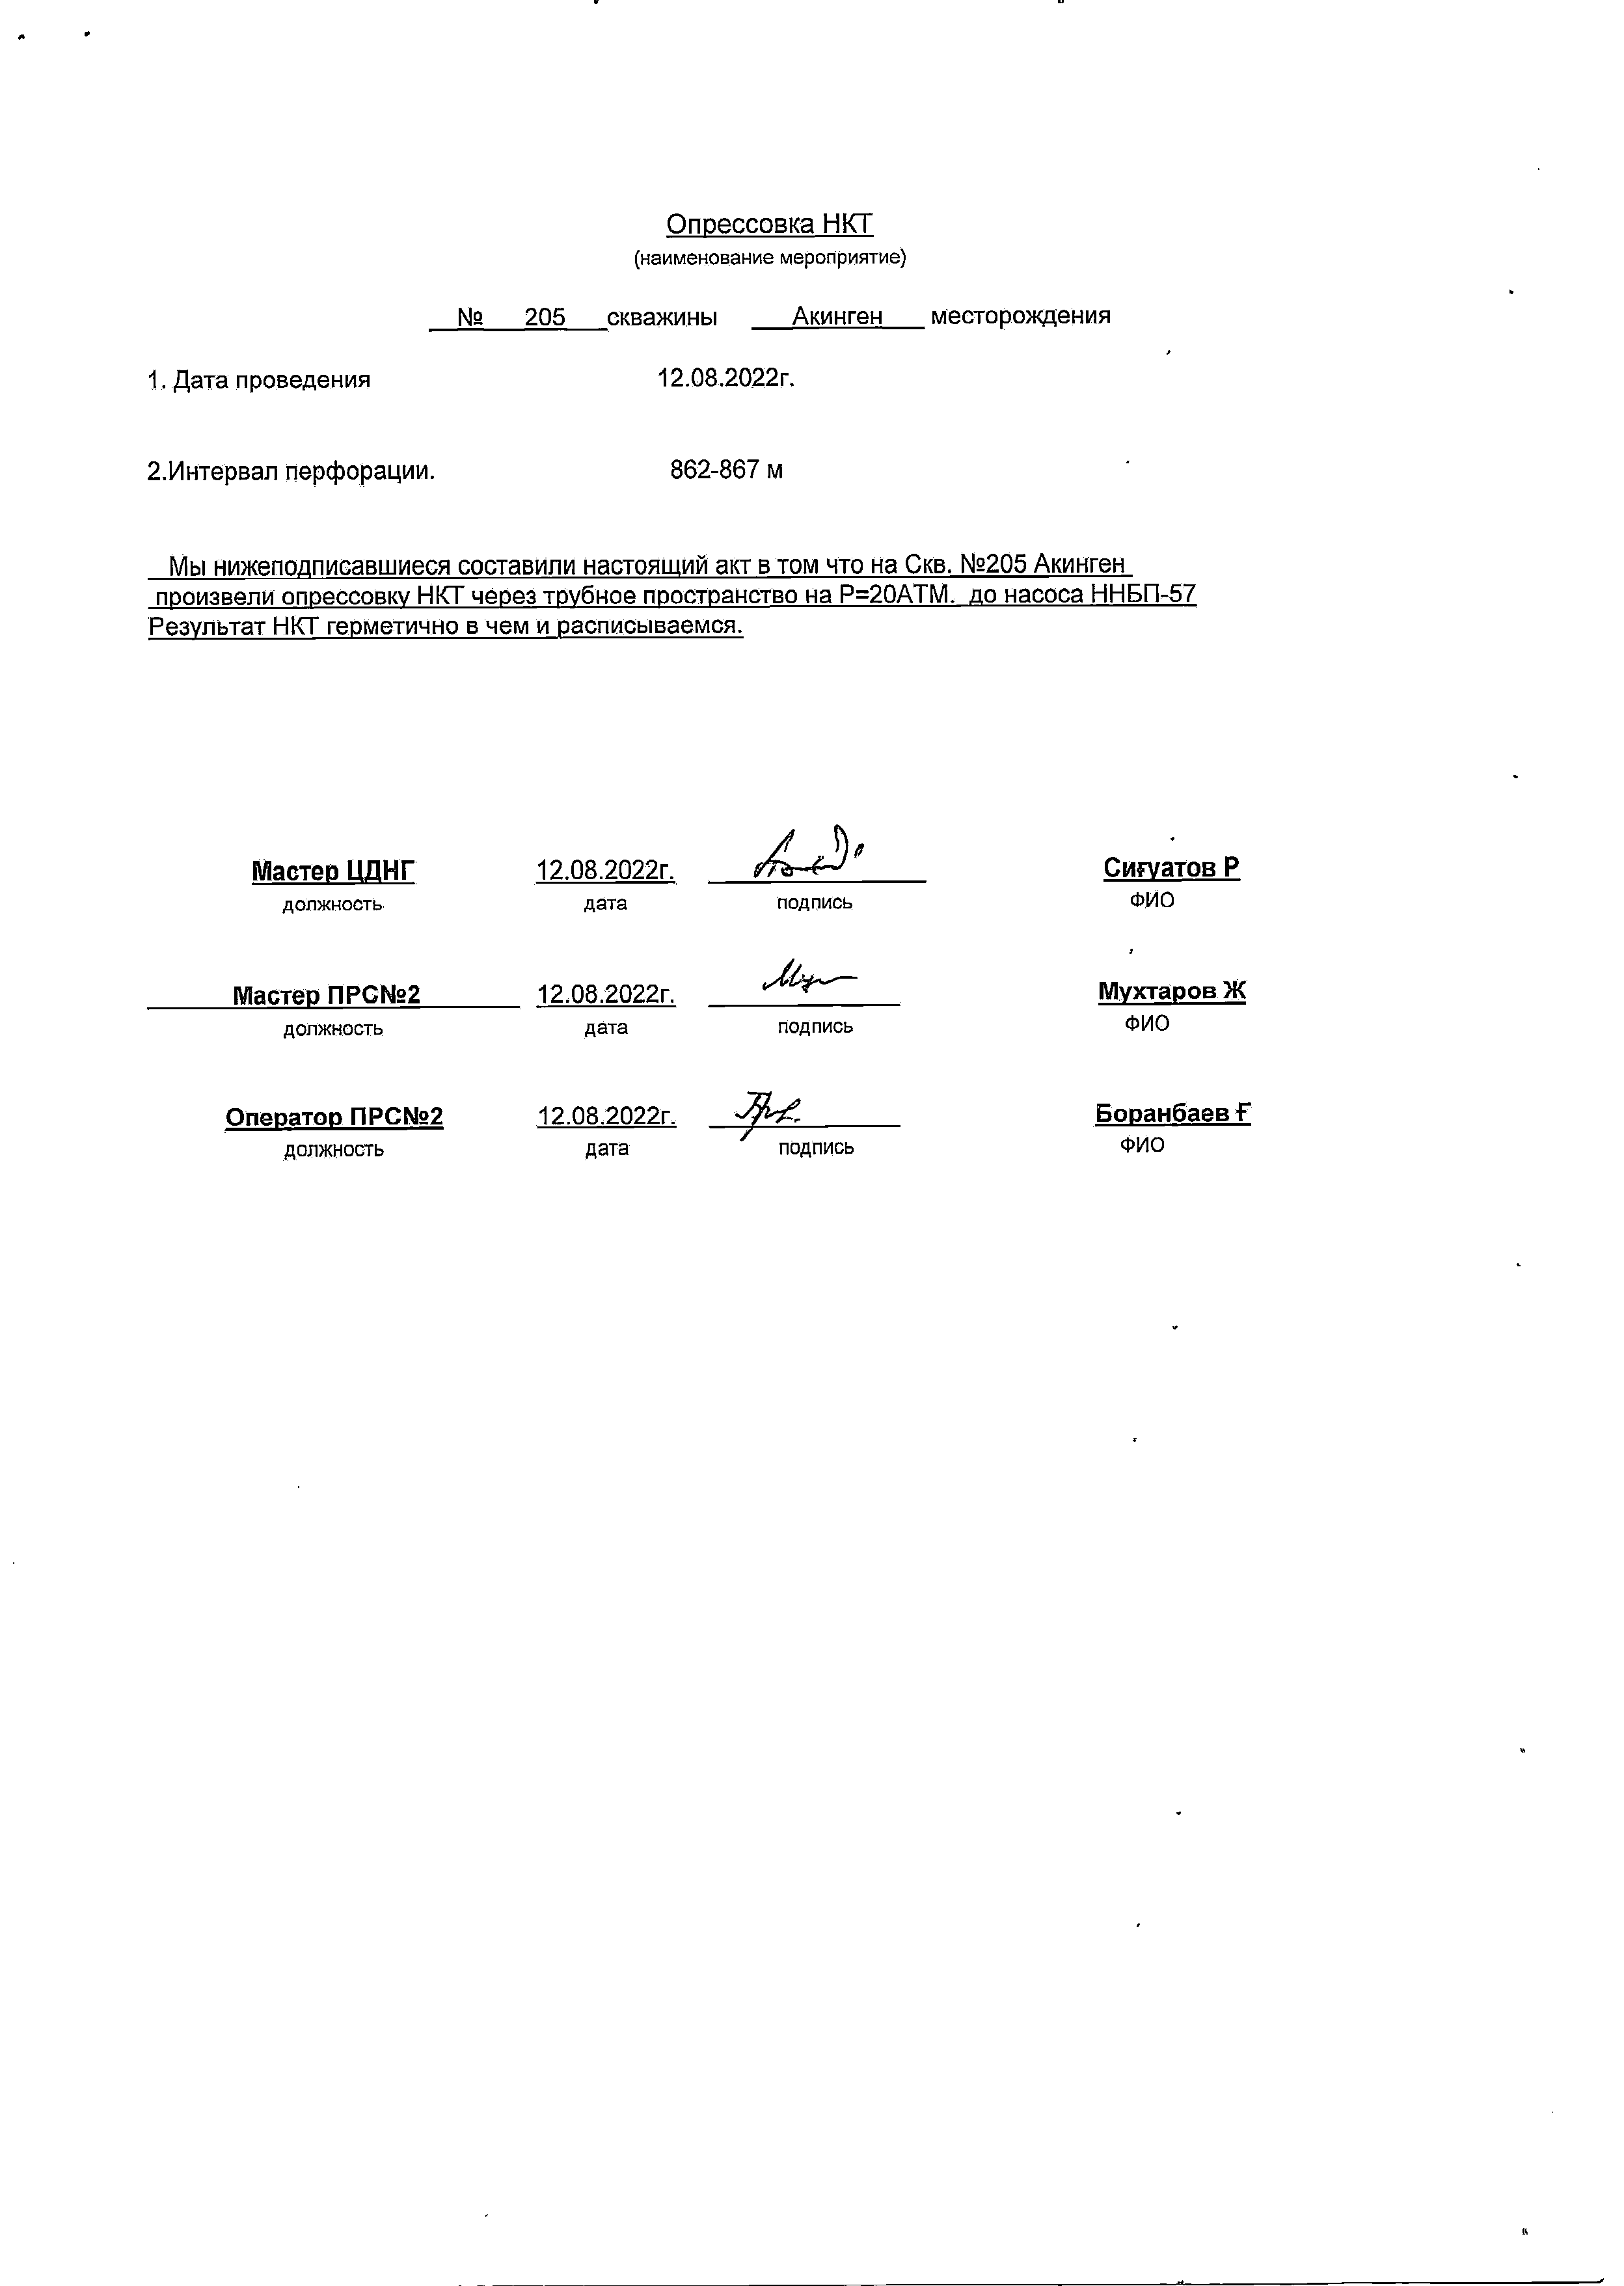 Опрессовка НКТ
(наименование мероприятие)
№ 205 скважины Акинген месторождения
1. Дата проведения 12.08.2022г.
2.Интервал перфорации. 862-867 м
Мы нижеподписавшиеся составили настоящий акт в том что на Скв. №205 Акинген
произвели опрессовку НКТ через трубное пространство на Р=20АТМ. до насоса ННБП-57
Результат НКТ герметично в чем и расписываемся.
Мастер ЦДНГ 12.08.2022г. Сиғуатов Р
должность дата подпись ФИО
Мастер ПРС№2 12.08.2022г. Мухтаров Ж
должность дата подпись ФИО
Оператор ПРС№2 12.08.2022г. Боранбаев Ғ
должность дата подпись ФИО